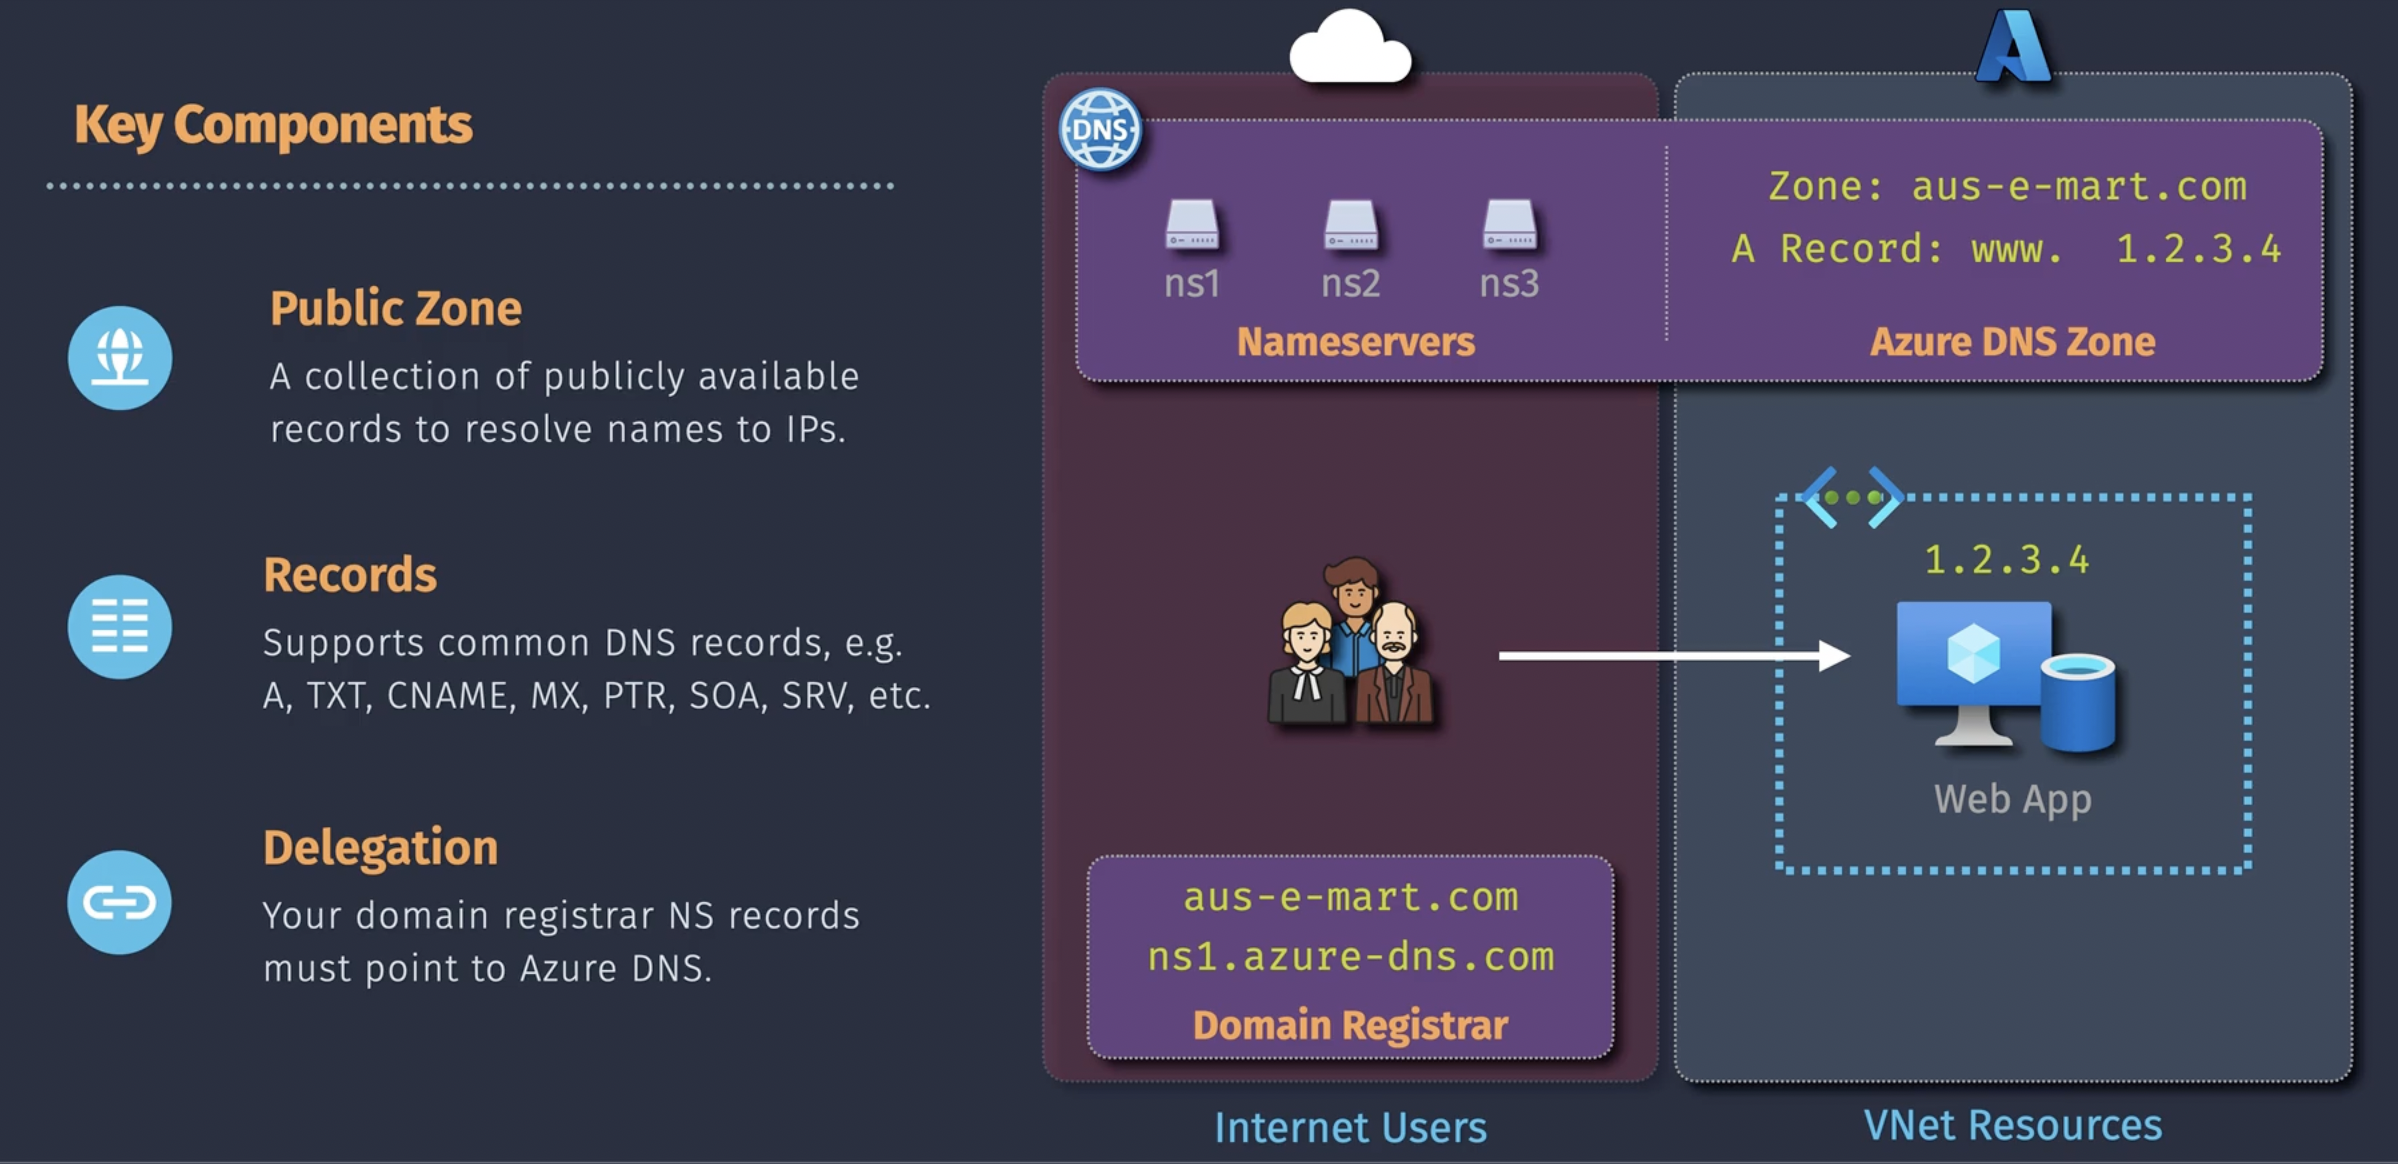 Key Components
Public Zone
A collection of publicly available
records to resolve names to IPs.
Records
Supports common DNS records, e.g.
A, TXT, CNAME, MX, PTR, SOA, SRV, etc.
Delegation
Your domain registrar NS records
must point to Azure DNS.
DNS
ns1 ns2 ns3
Nameservers
Zone: aus-e-mart.com
A Record: www. 1.2.3.4
Azure DNS Zone
1.2.3.4
Web App
aus-e-mart.com
ns1.azure-dns.com
Domain Registrar
Internet Users
VNet Resources